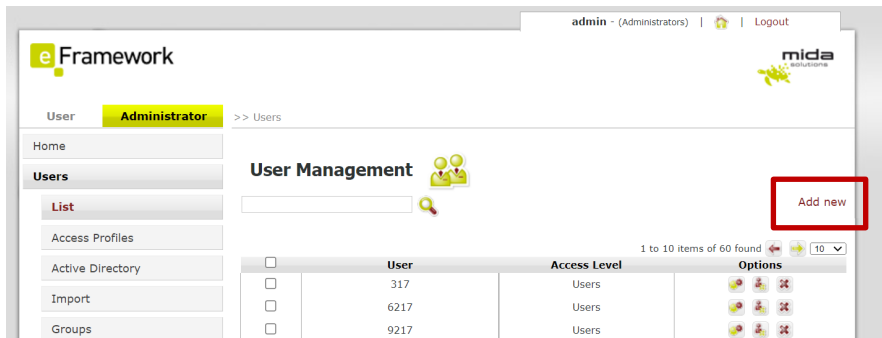 admin - (Administrators) | | Logout
e Framework
mida
solutions
User Administrator >> Users
Home
Users
User Management
List
Add new
Access Profiles
1 to 10 items of 60 found 10
Active Directory
User Access Level Options
317 Users
Import
6217 Users
Groups
9217 Users